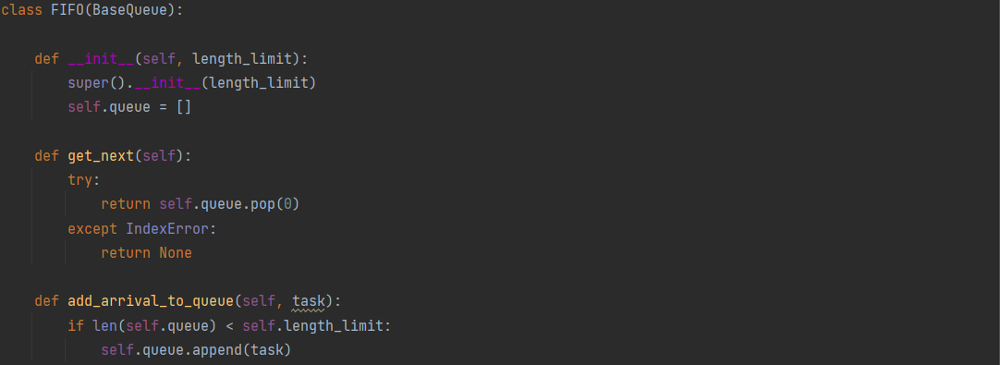 class FIFO(BaseQueue):
    def __init__(self, length_limit):
        super().__init__(length_limit)
        self.queue = []
    def get_next(self):
        try:
            return self.queue.pop(0)
        except IndexError:
            return None
    def add_arrival_to_queue(self, task):
        if len(self.queue) < self.length_limit:
            self.queue.append(task)